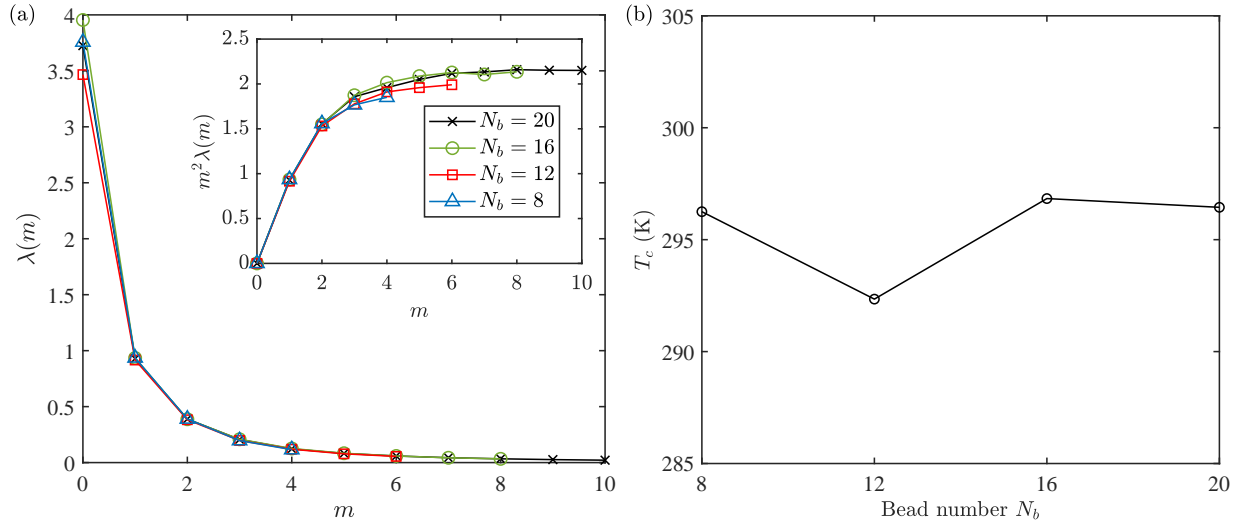 (a)
4
3.5
3
2.5
2
1.5
1
0.5
0
λ(m)
0 2 4 6 8 10
m
2.5
2
1.5
1
0.5
0
m² λ(m)
0 2 4 6 8 10
m
N_b = 20
N_b = 16
N_b = 12
N_b = 8
(b)
305
300
295
290
285
T_c (K)
8 12 16 20
Bead number N_b